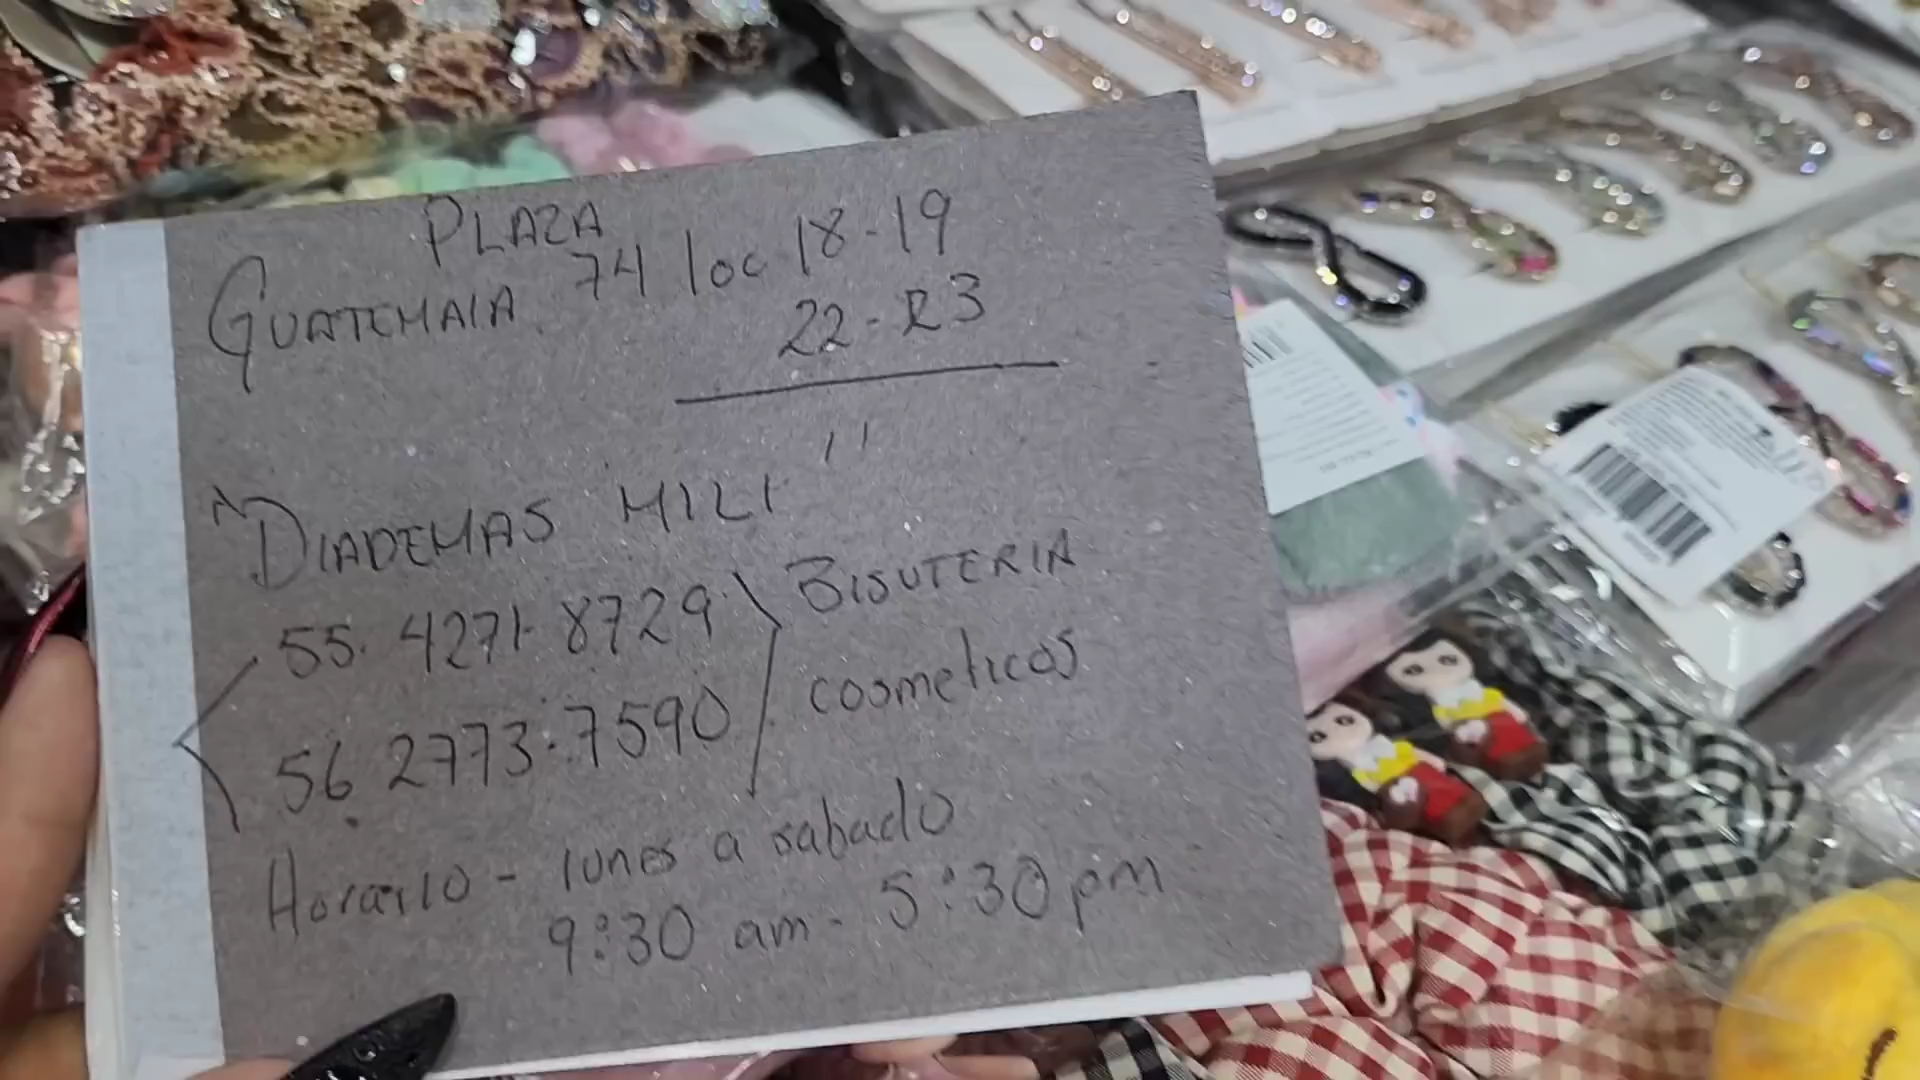 PLAZA
GUATEMALA 74 loc 18-19
22-23
"DIADEMAS MILI"
55. 4271-8729 BISUTERIA
56 2773-7590 cosmeticos
Horario - lunes a sabado
9:30 am - 5:30 pm